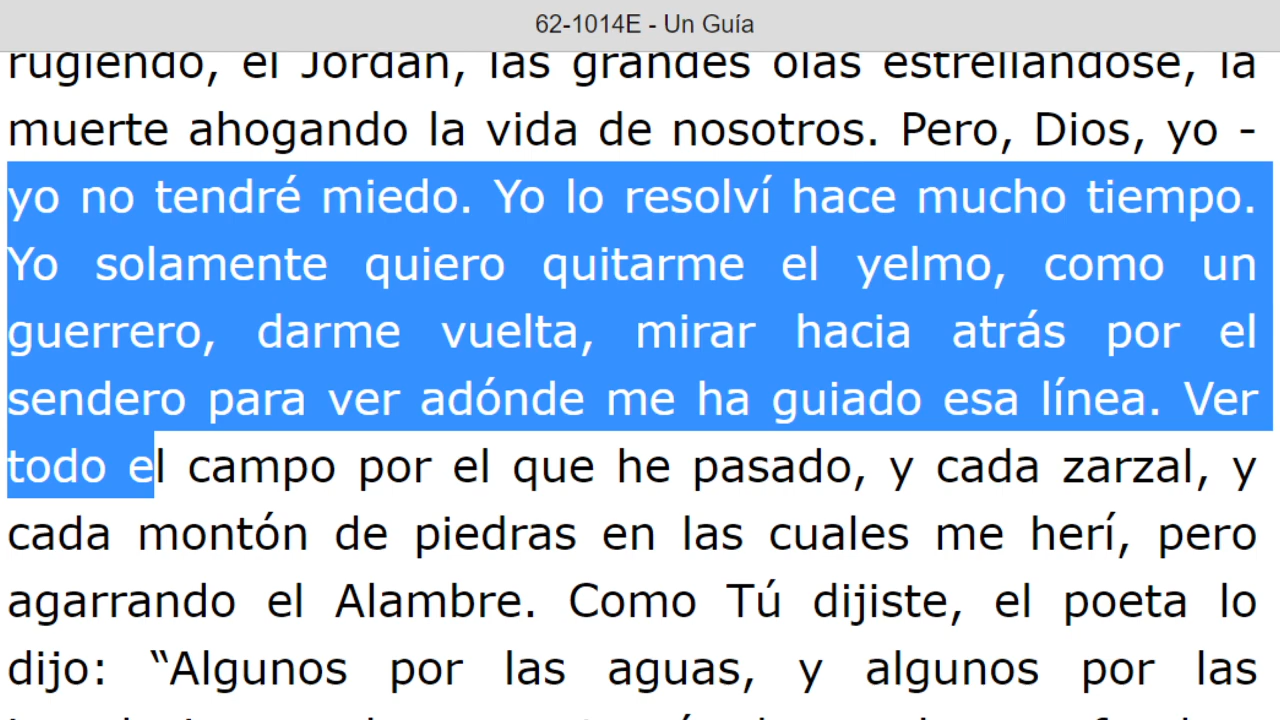 62-1014E - Un Guía
rugiendo, el Jordán, las grandes olas estrellándose, la
muerte ahogando la vida de nosotros. Pero, Dios, yo -
yo no tendré miedo. Yo lo resolví hace mucho tiempo.
Yo solamente quiero quitarme el yelmo, como un
guerrero, darme vuelta, mirar hacia atrás por el
sendero para ver adónde me ha guiado esa línea. Ver
todo el campo por el que he pasado, y cada zarzal, y
cada montón de piedras en las cuales me herí, pero
agarrando el Alambre. Como Tú dijiste, el poeta lo
dijo: “Algunos por las aguas, y algunos por las